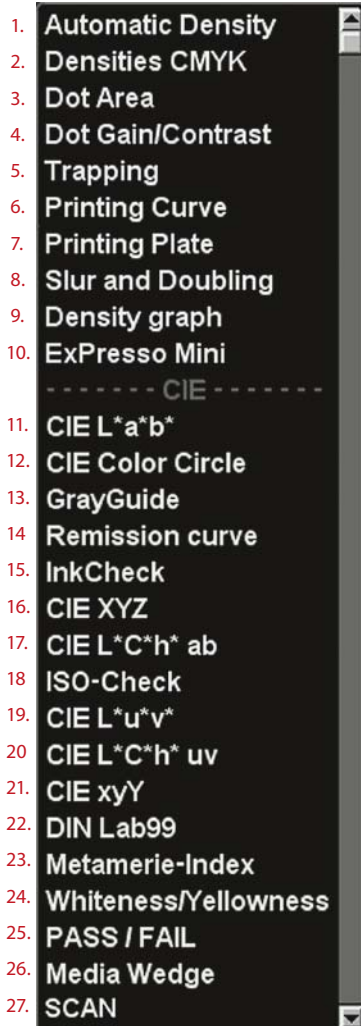 1. Automatic Density
2. Densities CMYK
3. Dot Area
4. Dot Gain/Contrast
5. Trapping
6. Printing Curve
7. Printing Plate
8. Slur and Doubling
9. Density graph
10. ExPresso Mini
- - - - - - - CIE - - - - - - -
11. CIE L*a*b*
12. CIE Color Circle
13. GrayGuide
14 Remission curve
15. InkCheck
16. CIE XYZ
17. CIE L*C*h* ab
18 ISO-Check
19. CIE L*u*v*
20 CIE L*C*h* uv
21. CIE xyY
22. DIN Lab99
23. Metamerie-Index
24. Whiteness/Yellowness
25. PASS / FAIL
26. Media Wedge
27. SCAN